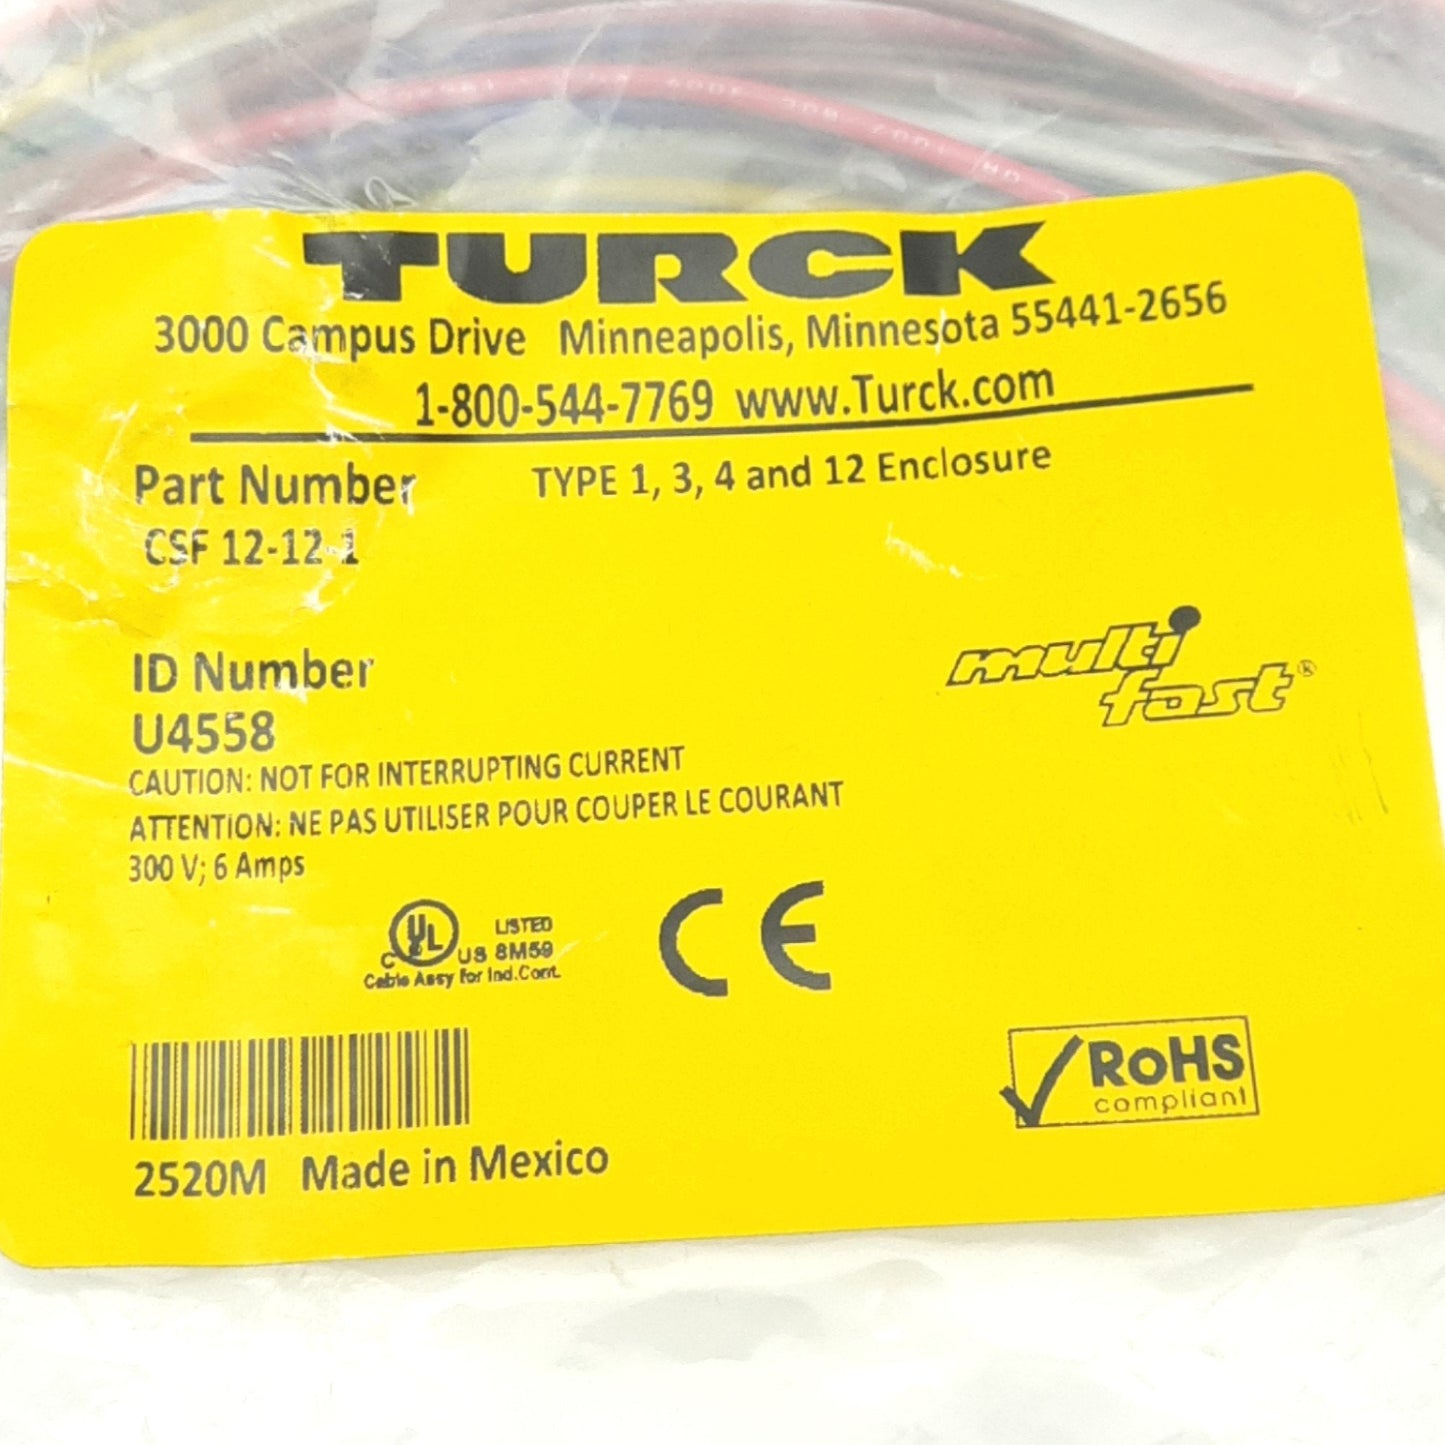 TURCK
3000 Campus Drive Minneapolis, Minnesota 55441-2656
1-800-544-7769 www.Turck.com
Part Number TYPE 1, 3, 4 and 12 Enclosure
CSF 12-12-1
multi
fast®
ID Number
U4558
CAUTION: NOT FOR INTERRUPTING CURRENT
ATTENTION: NE PAS UTILISER POUR COUPER LE COURANT
300 V; 6 Amps
C UL US LISTED
8M59
Cable Assy for Ind.Cont.
CE
RoHS
compliant
2520M Made in Mexico